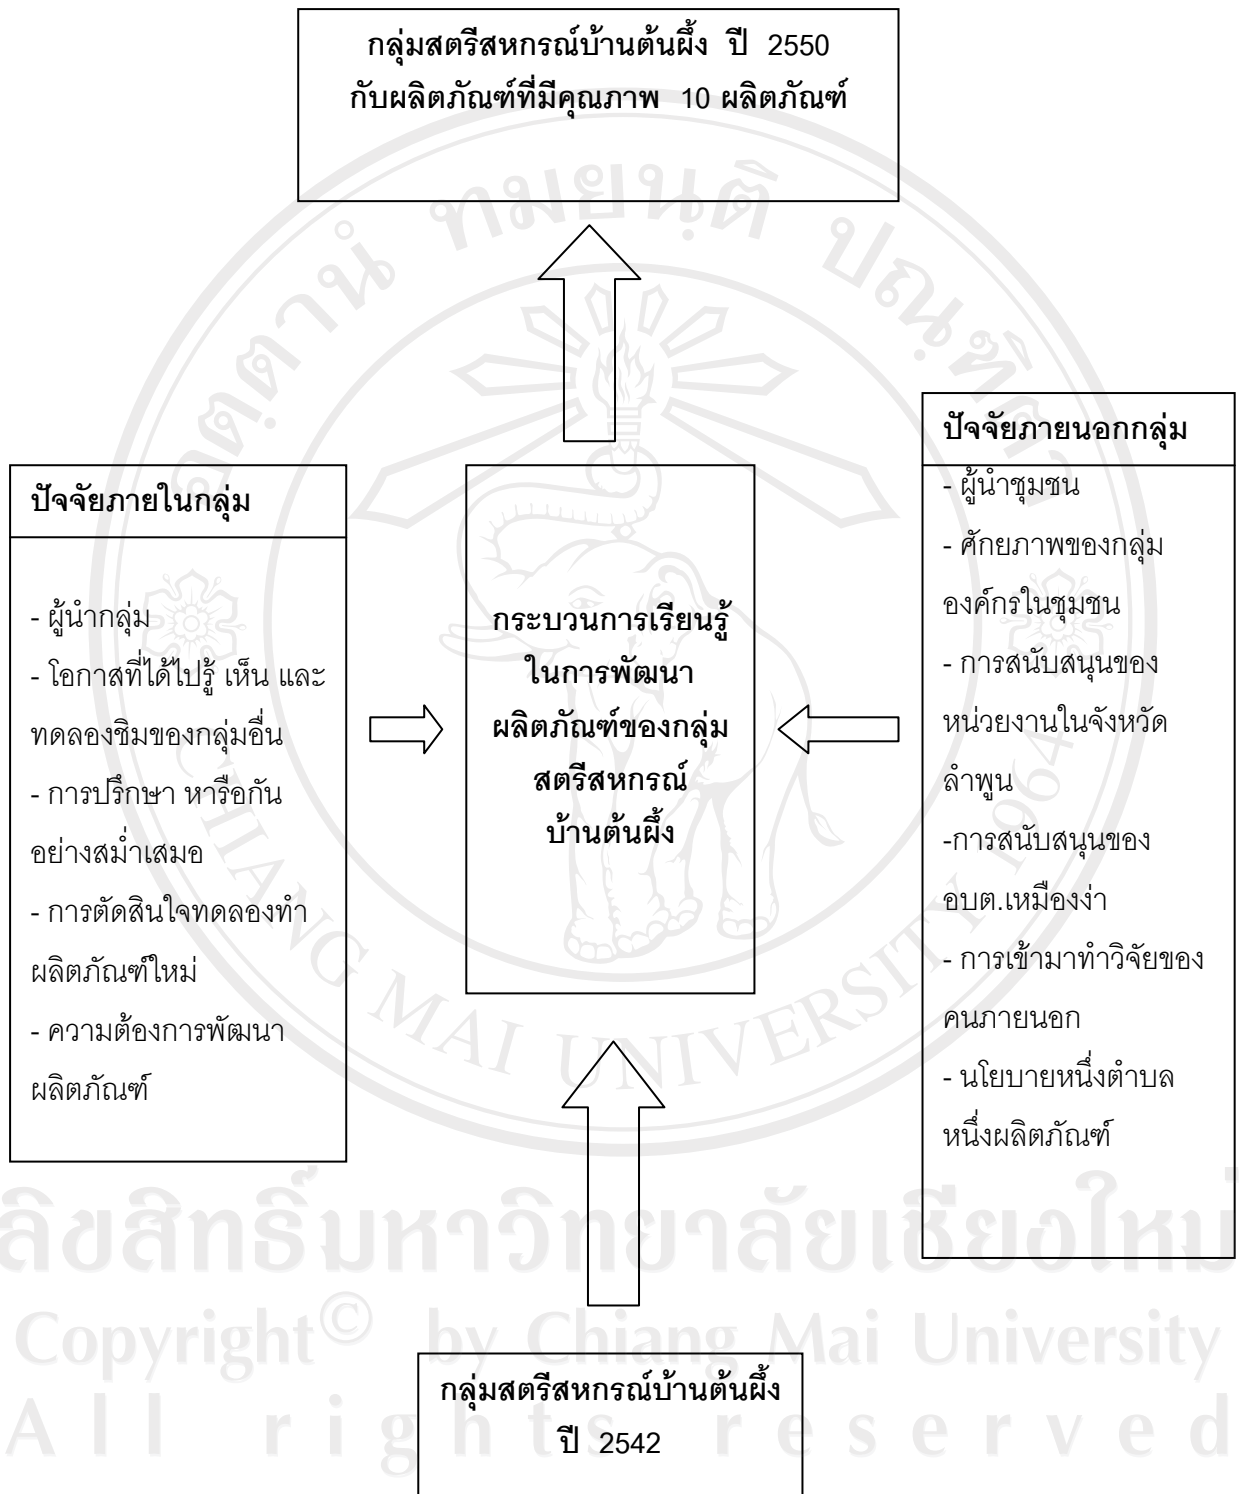 กลุ่มสตรีสหกรณ์บ้านต้นผึ้ง ปี 2550
กับผลิตภัณฑ์ที่มีคุณภาพ 10 ผลิตภัณฑ์
ปัจจัยภายในกลุ่ม
- ผู้นำกลุ่ม
- โอกาสที่ได้ไปรู้ เห็น และ
ทดลองชิมของกลุ่มอื่น
- การปรึกษา หารือกัน
อย่างสม่ำเสมอ
- การตัดสินใจทดลองทำ
ผลิตภัณฑ์ใหม่
- ความต้องการพัฒนา
ผลิตภัณฑ์
กระบวนการเรียนรู้
ในการพัฒนา
ผลิตภัณฑ์ของกลุ่ม
สตรีสหกรณ์
บ้านต้นผึ้ง
ปัจจัยภายนอกกลุ่ม
- ผู้นำชุมชน
- ศักยภาพของกลุ่ม
องค์กรในชุมชน
- การสนับสนุนของ
หน่วยงานในจังหวัด
ลำพูน
-การสนับสนุนของ
อบต.เหมืองง่า
- การเข้ามาทำวิจัยของ
คนภายนอก
- นโยบายหนึ่งตำบล
หนึ่งผลิตภัณฑ์
กลุ่มสตรีสหกรณ์บ้านต้นผึ้ง
ปี 2542
CHIANG MAI UNIVERSITY 1964
ลิขสิทธิ์มหาวิทยาลัยเชียงใหม่
Copyright© by Chiang Mai University
All rights reserved